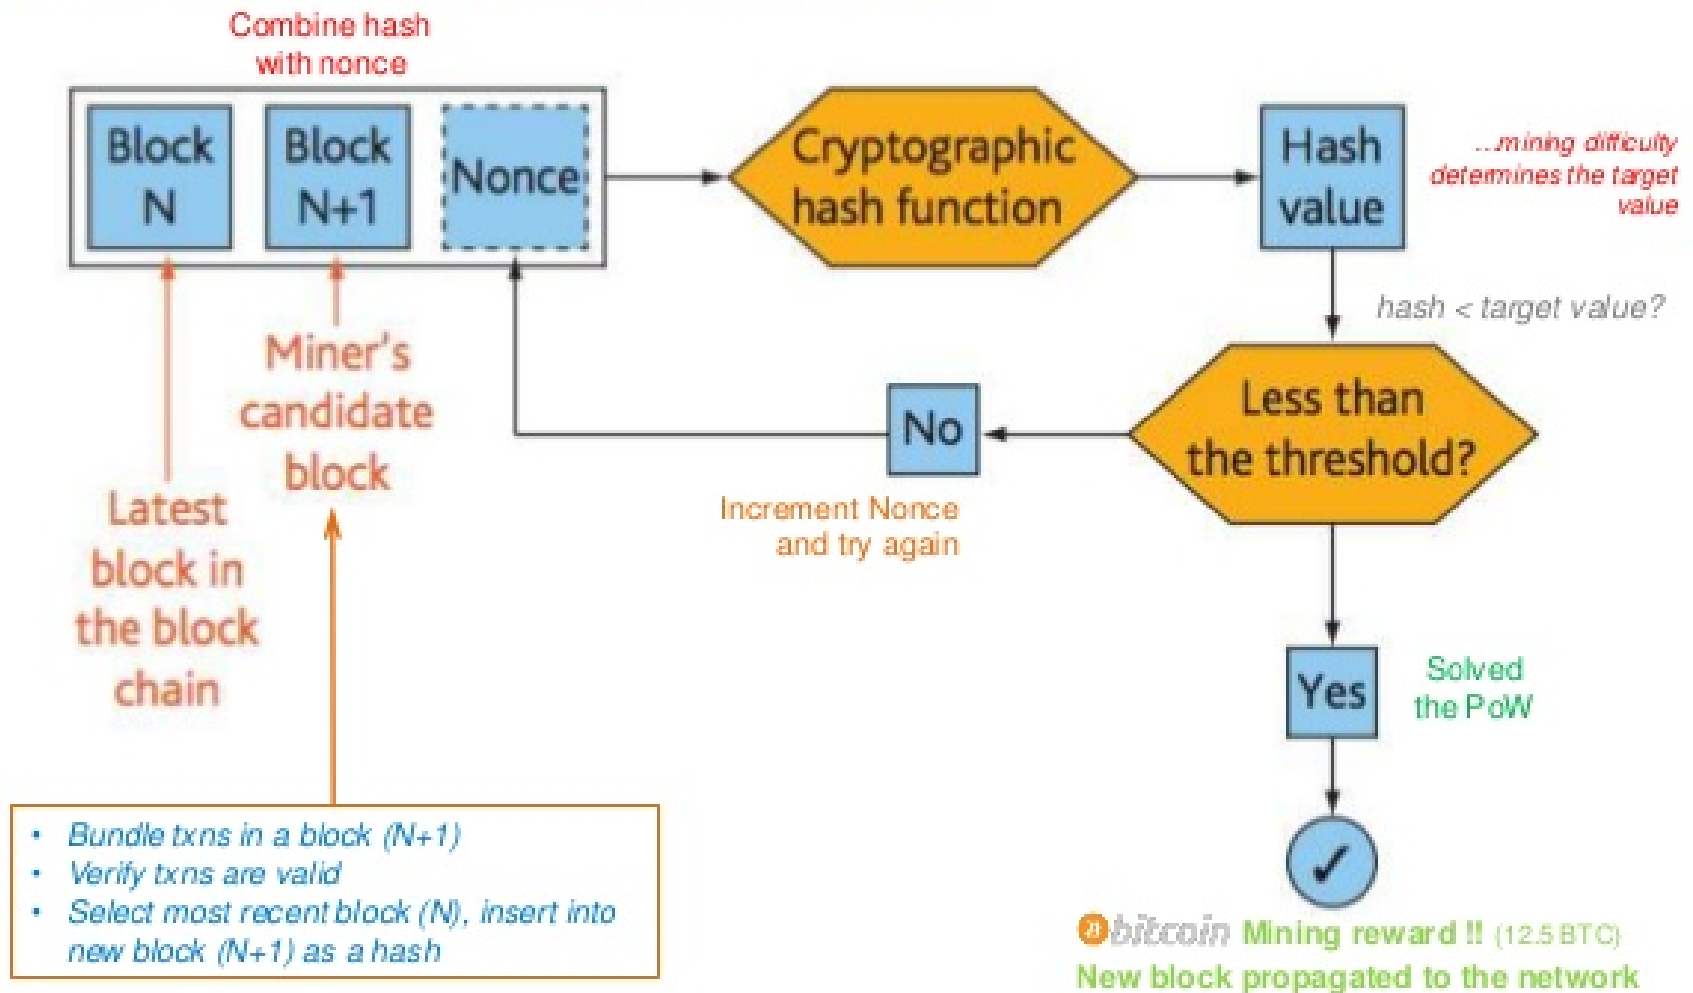 Combine hash
with nonce
Block
N
Block
N+1
Nonce
Cryptographic
hash function
Hash
value
...mining difficulty
determines the target
value
hash < target value?
Miner's
candidate
block
No
Less than
the threshold?
Latest
block in
the block
chain
Increment Nonce
and try again
Yes
Solved
the PoW
• Bundle txns in a block (N+1)
• Verify txns are valid
• Select most recent block (N), insert into
new block (N+1) as a hash
✓
bitcoin Mining reward !! (12.5 BTC)
New block propagated to the network